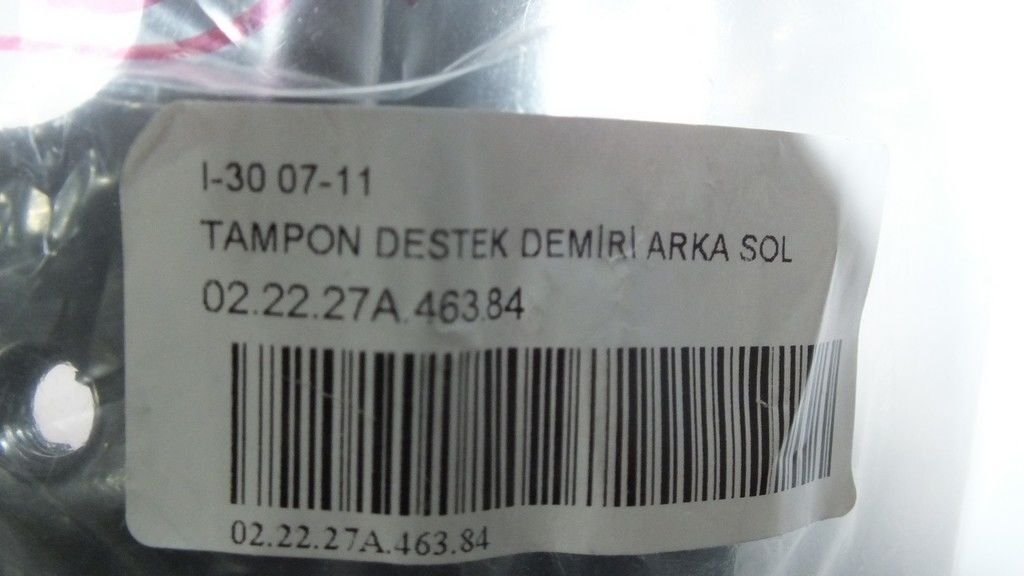 I-30 07-11
TAMPON DESTEK DEMİRİ ARKA SOL
02.22.27A.463.84
02.22.27A.463.84